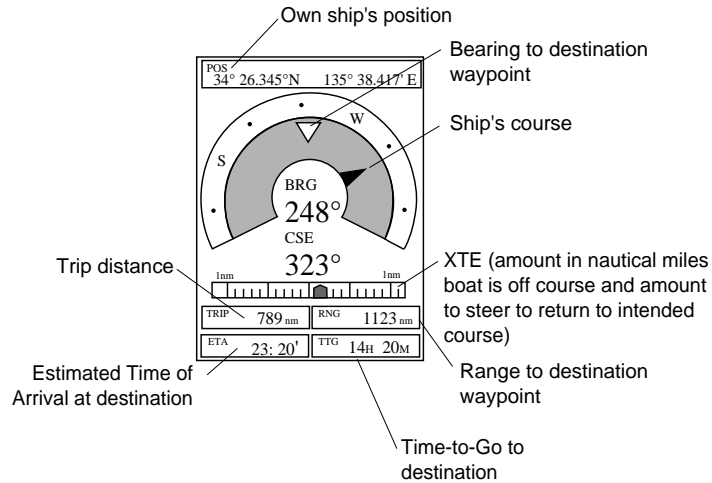 Own ship's position
Bearing to destination
waypoint
POS
34° 26.345°N 135° 38.417' E
W
Ship's course
S
BRG
248°
CSE
323°
XTE (amount in nautical miles
boat is off course and amount
to steer to return to intended
course)
Trip distance
1nm 1nm
TRIP 789 nm RNG 1123 nm
ETA 23: 20' TTG 14H 20M
Estimated Time of
Arrival at destination
Range to destination
waypoint
Time-to-Go to
destination